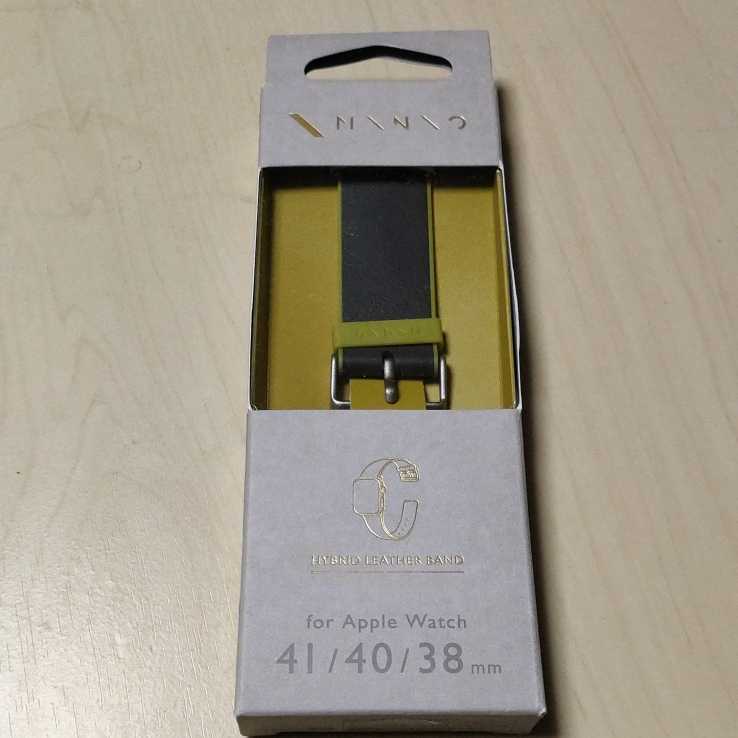 HYBRID LEATHER BAND
for Apple Watch
41/40/38mm